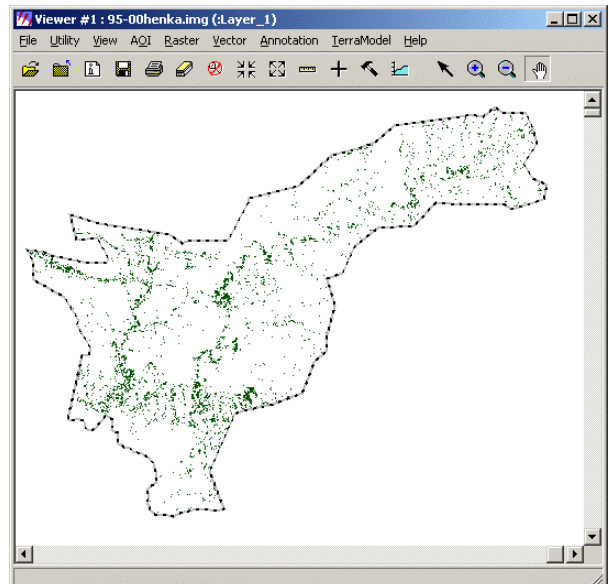 Viewer #1 : 95-00henka.img (:Layer_1)
File Utility View AOI Raster Vector Annotation TerraModel Help